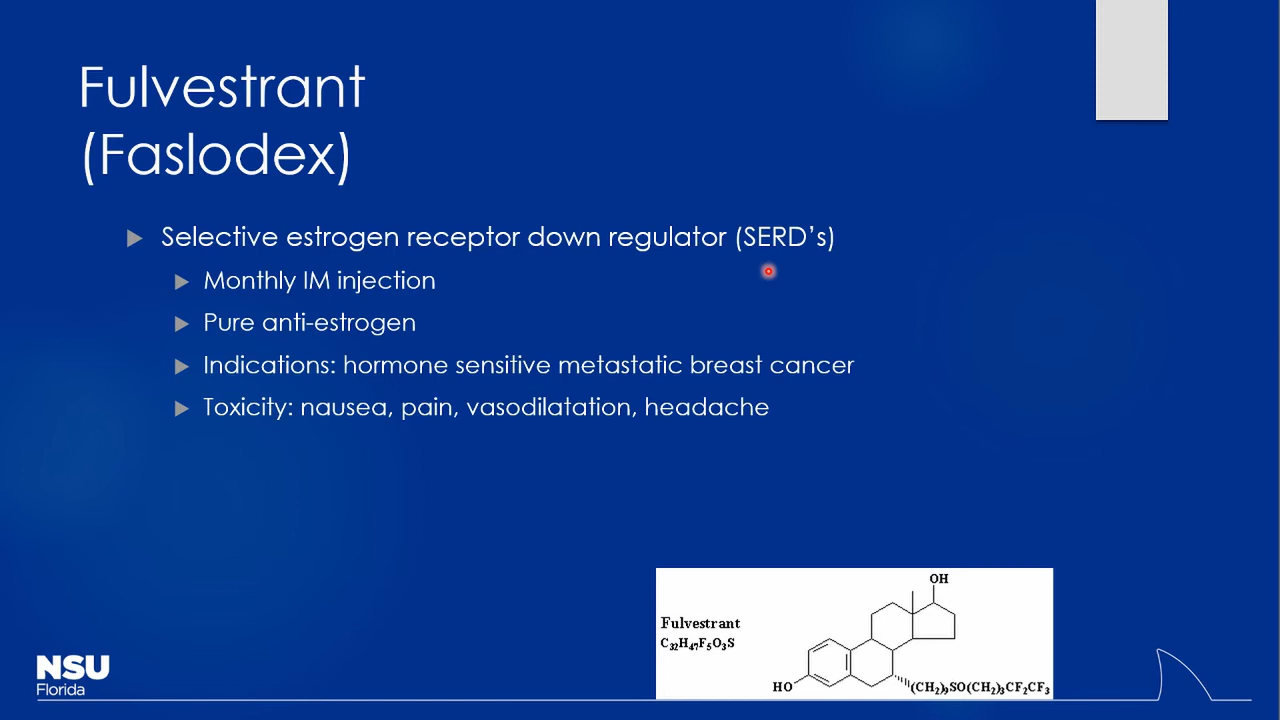 Fulvestrant
(Faslodex)
Selective estrogen receptor down regulator (SERD's)
Monthly IM injection
Pure anti-estrogen
Indications: hormone sensitive metastatic breast cancer
Toxicity: nausea, pain, vasodilatation, headache
Fulvestrant
C₃₂H₄₇F₅O₃S
OH
HO
(CH₂)₉SO(CH₂)₃CF₂CF₃
NSU
Florida